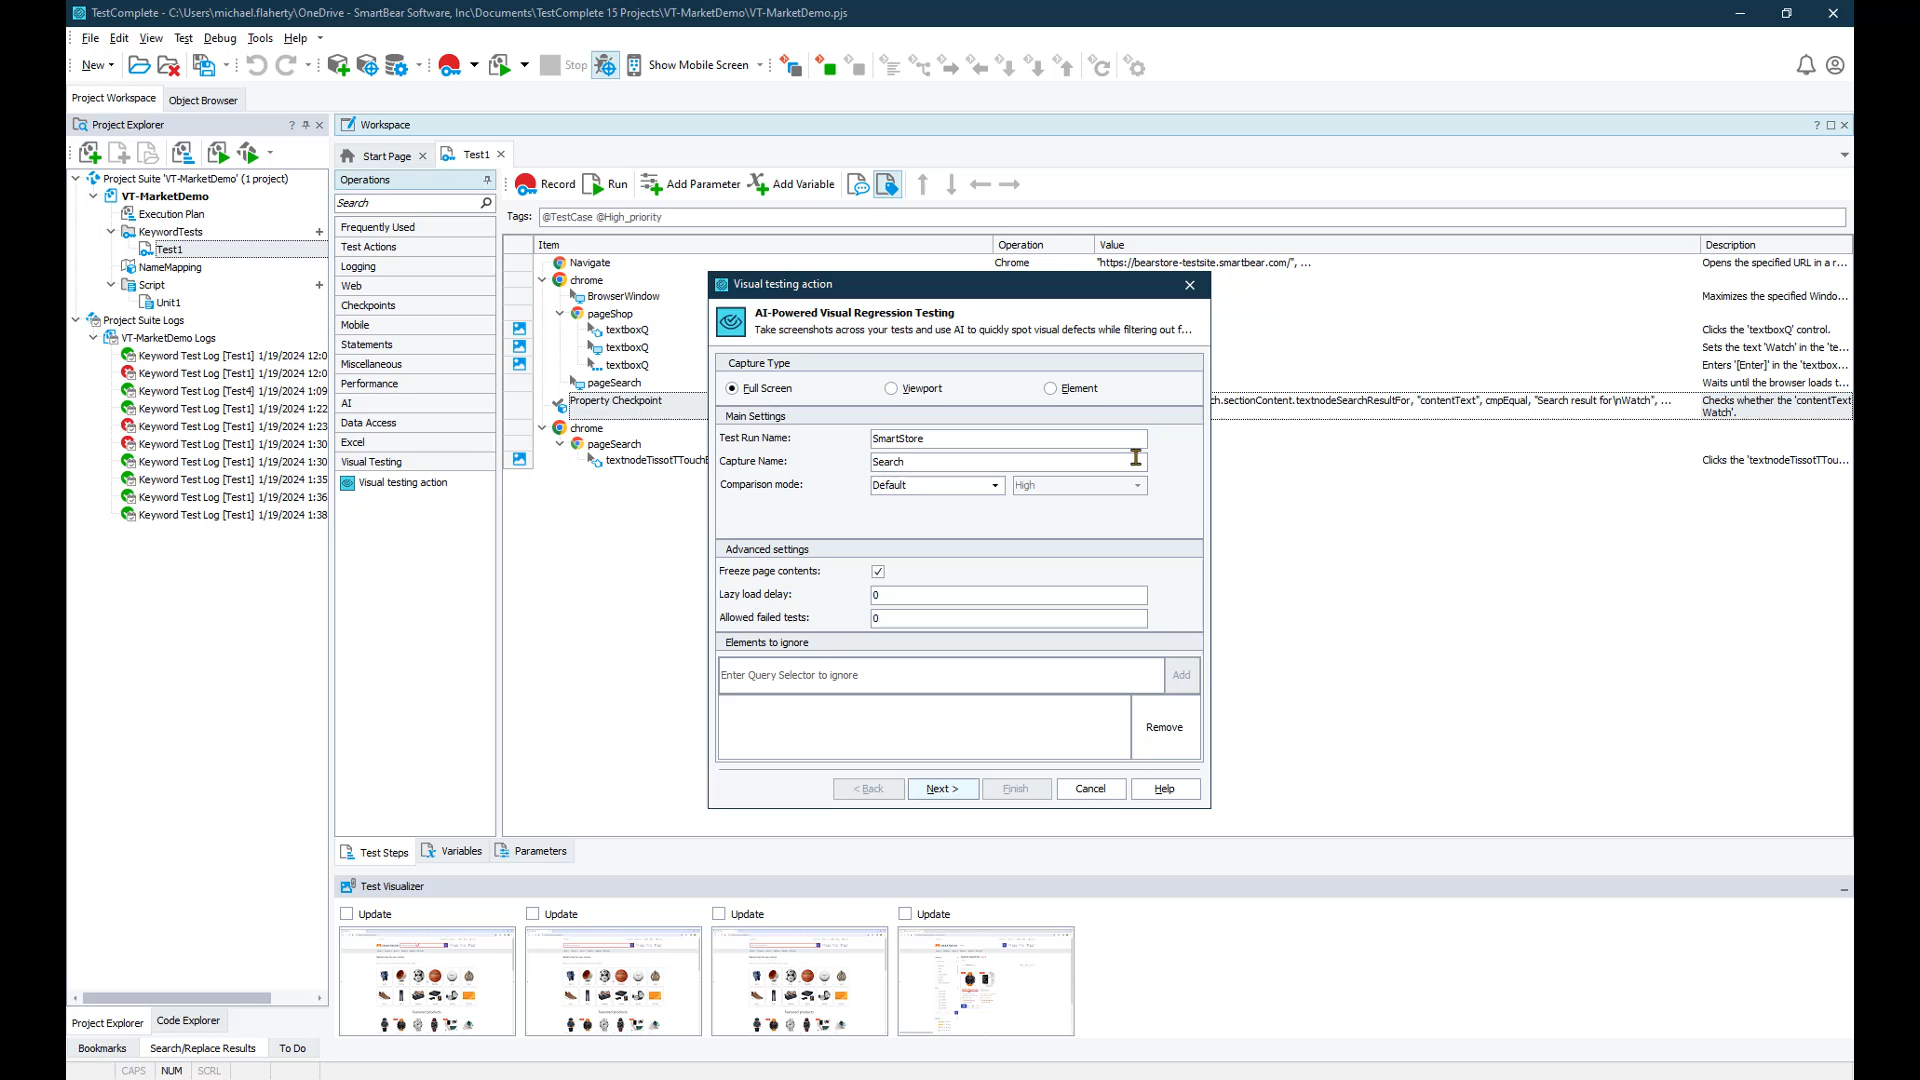 TestComplete - C:\Users\michael.flaherty\OneDrive - SmartBear Software, Inc\Documents\TestComplete 15 Projects\VT-MarketDemo\VT-MarketDemo.pjs
File Edit View Test Debug Tools Help
New
Stop
Show Mobile Screen
Project Workspace
Object Browser
Project Explorer
?
Workspace
?
Start Page
Test1
Project Suite 'VT-MarketDemo' (1 project)
VT-MarketDemo
Execution Plan
KeywordTests
Test1
NameMapping
Script
Unit1
Project Suite Logs
VT-MarketDemo Logs
Keyword Test Log [Test1] 1/19/2024 12:0
Keyword Test Log [Test1] 1/19/2024 12:0
Keyword Test Log [Test4] 1/19/2024 1:09
Keyword Test Log [Test1] 1/19/2024 1:22
Keyword Test Log [Test1] 1/19/2024 1:23
Keyword Test Log [Test1] 1/19/2024 1:30
Keyword Test Log [Test1] 1/19/2024 1:30
Keyword Test Log [Test1] 1/19/2024 1:35
Keyword Test Log [Test1] 1/19/2024 1:36
Keyword Test Log [Test1] 1/19/2024 1:38
Operations
Search
Frequently Used
Test Actions
Logging
Web
Checkpoints
Mobile
Statements
Miscellaneous
Performance
AI
Data Access
Excel
Visual Testing
Visual testing action
Record
Run
Add Parameter
Add Variable
Tags: @TestCase @High_priority
Item Operation Value Description
Navigate Chrome "https://bearstore-testsite.smartbear.com/", ... Opens the specified URL in a r...
chrome
BrowserWindow Maximizes the specified Windo...
pageShop
textboxQ Clicks the 'textboxQ' control.
textboxQ Sets the text 'Watch' in the 'te...
textboxQ Enters '[Enter]' in the 'textbox...
pageSearch Waits until the browser loads t...
Property Checkpoint ch.sectionContent.textnodeSearchResultFor, "contentText", cmpEqual, "Search result for\nWatch", ... Checks whether the 'contentText
Watch'.
chrome
pageSearch
textnodeTissotTTouchE Clicks the 'textnodeTissotTTou...
Visual testing action
AI-Powered Visual Regression Testing
Take screenshots across your tests and use AI to quickly spot visual defects while filtering out f...
Capture Type
Full Screen
Viewport
Element
Main Settings
Test Run Name: SmartStore
Capture Name: Search
Comparison mode: Default High
Advanced settings
Freeze page contents:
Lazy load delay: 0
Allowed failed tests: 0
Elements to ignore
Enter Query Selector to ignore
Add
Remove
< Back
Next >
Finish
Cancel
Help
Test Steps
Variables
Parameters
Test Visualizer
Update
Update
Update
Update
Project Explorer
Code Explorer
Bookmarks
Search/Replace Results
To Do
CAPS NUM SCRL